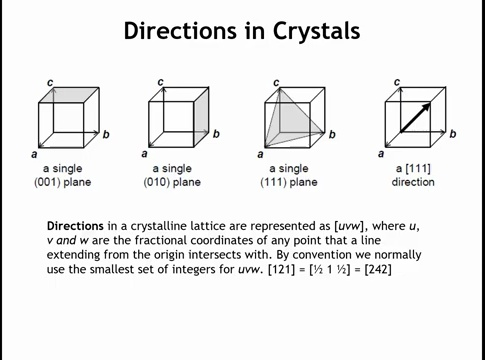 Directions in Crystals
c
b
a
a single
(001) plane
c
b
a
a single
(010) plane
c
b
a
a single
(111) plane
c
b
a
a [111]
direction
Directions in a crystalline lattice are represented as [uvw], where u,
v and w are the fractional coordinates of any point that a line
extending from the origin intersects with. By convention we normally
use the smallest set of integers for uvw. [121] = [½ 1 ½] = [242]